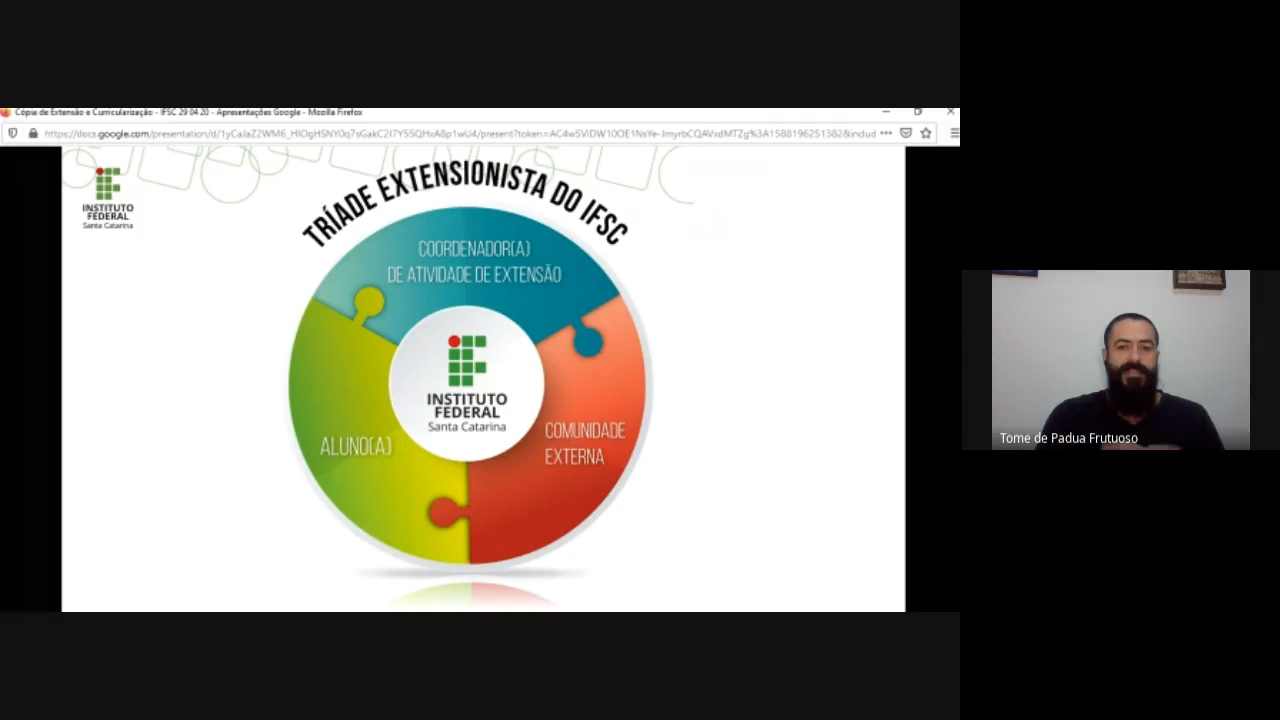 Cópia de Extensão e Curricularização - IFSC 29 04 20 - Apresentações Google - Mozilla Firefox
INSTITUTO
FEDERAL
Santa Catarina
TRÍADE EXTENSIONISTA DO IFSC
COORDENADOR(A)
DE ATIVIDADE DE EXTENSÃO
INSTITUTO
FEDERAL
Santa Catarina
ALUNO(A)
COMUNIDADE
EXTERNA
Tome de Padua Frutuoso